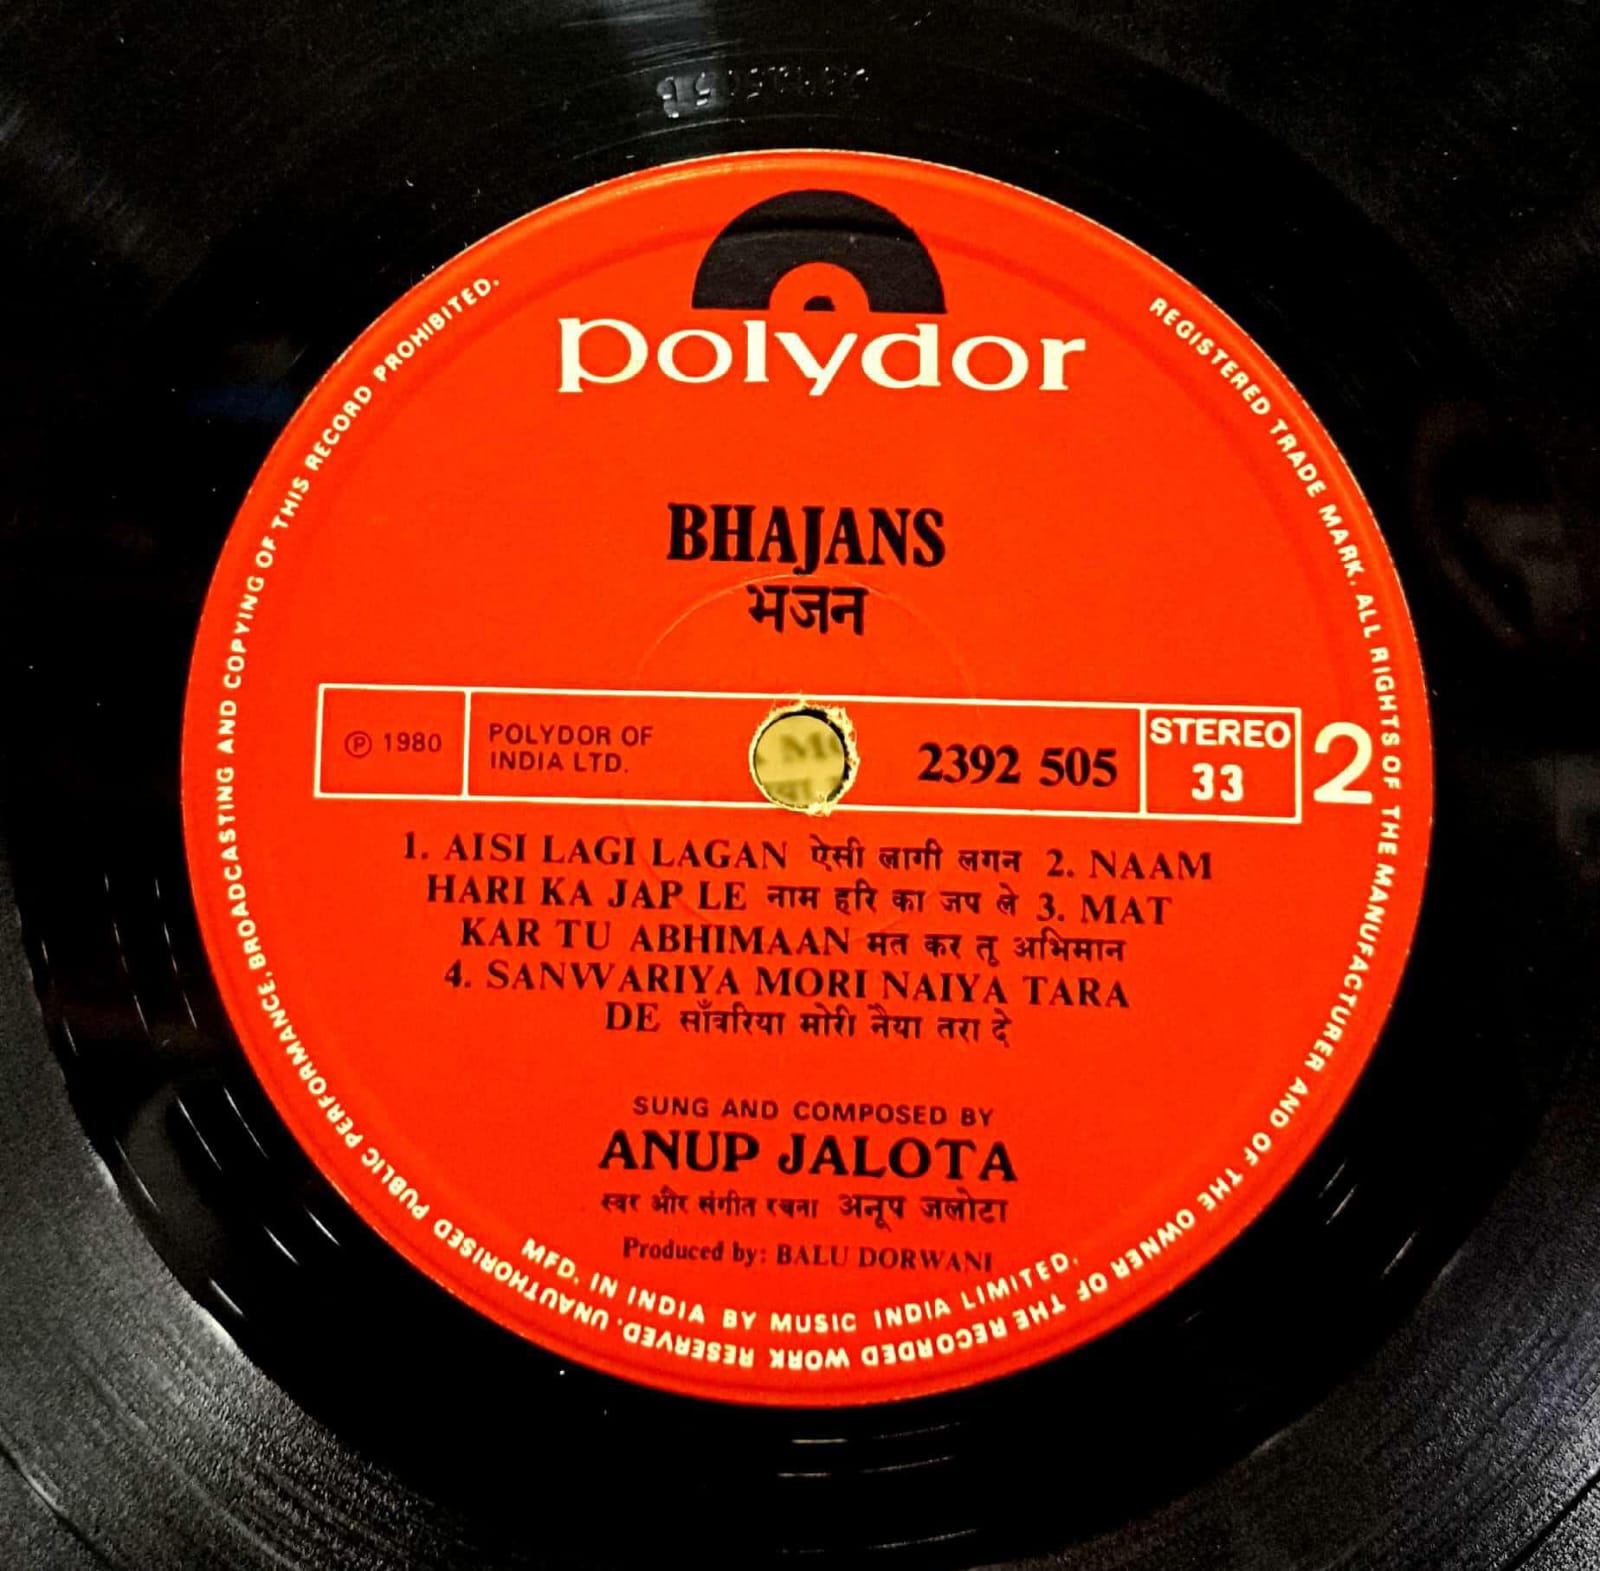 polydor
BHAJANS
भजन
℗ 1980
POLYDOR OF
INDIA LTD.
2392 505
STEREO
33
2
1. AISI LAGI LAGAN ऐसी लागी लगन 2. NAAM
HARI KA JAP LE नाम हरि का जप ले 3. MAT
KAR TU ABHIMAAN मत कर तू अभिमान
4. SANWARIYA MORI NAIYA TARA
DE साँवरिया मोरी नैया तरा दे
SUNG AND COMPOSED BY
ANUP JALOTA
स्वर और संगीत रचना अनूप जलोटा
Produced by: BALU DORWANI
MFD. IN INDIA BY MUSIC INDIA LIMITED.
REGISTERED TRADE MARK. ALL RIGHTS OF THE MANUFACTURER AND OF THE OWNER OF THE RECORDED WORK RESERVED. UNAUTHORISED PUBLIC PERFORMANCE, BROADCASTING AND COPYING OF THIS RECORD PROHIBITED.